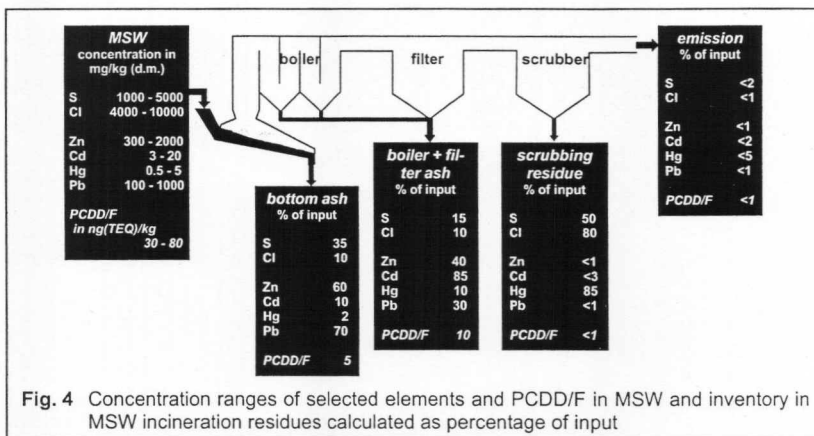 MSW
concentration in
mg/kg (d.m.)
S 1000 - 5000
Cl 4000 - 10000
Zn 300 - 2000
Cd 3 - 20
Hg 0.5 - 5
Pb 100 - 1000
PCDD/F
in ng(TEQ)/kg
30 - 80
boiler
filter
scrubber
bottom ash
% of input
S 35
Cl 10
Zn 60
Cd 10
Hg 2
Pb 70
PCDD/F 5
boiler + fil-
ter ash
% of input
S 15
Cl 10
Zn 40
Cd 85
Hg 10
Pb 30
PCDD/F 10
scrubbing
residue
% of input
S 50
Cl 80
Zn <1
Cd <3
Hg 85
Pb <1
PCDD/F <1
emission
% of input
S <2
Cl <1
Zn <1
Cd <2
Hg <5
Pb <1
PCDD/F <1
Fig. 4 Concentration ranges of selected elements and PCDD/F in MSW and inventory in
MSW incineration residues calculated as percentage of input